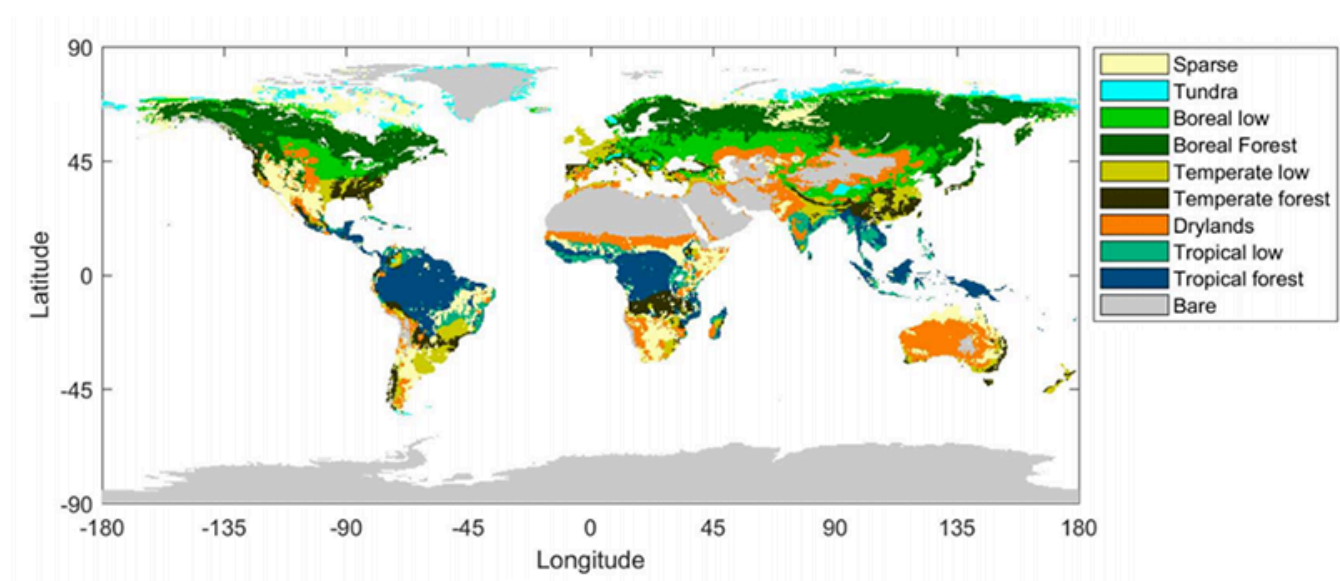 90
45
0
-45
-90
Latitude
-180 -135 -90 -45 0 45 90 135 180
Longitude
Sparse
Tundra
Boreal low
Boreal Forest
Temperate low
Temperate forest
Drylands
Tropical low
Tropical forest
Bare